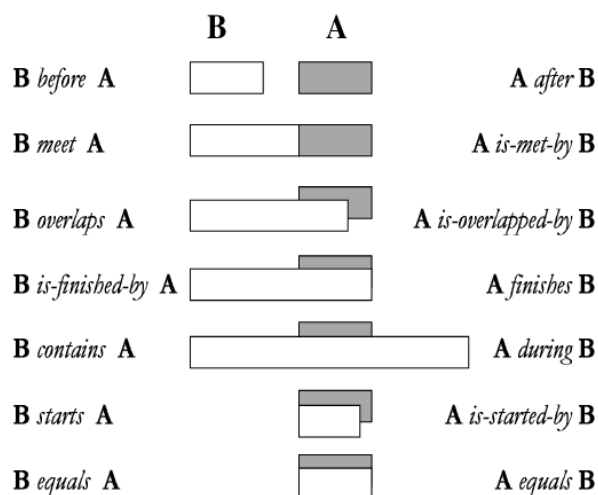 B A
B before A A after B
B meet A A is-met-by B
B overlaps A A is-overlapped-by B
B is-finished-by A A finishes B
B contains A A during B
B starts A A is-started-by B
B equals A A equals B